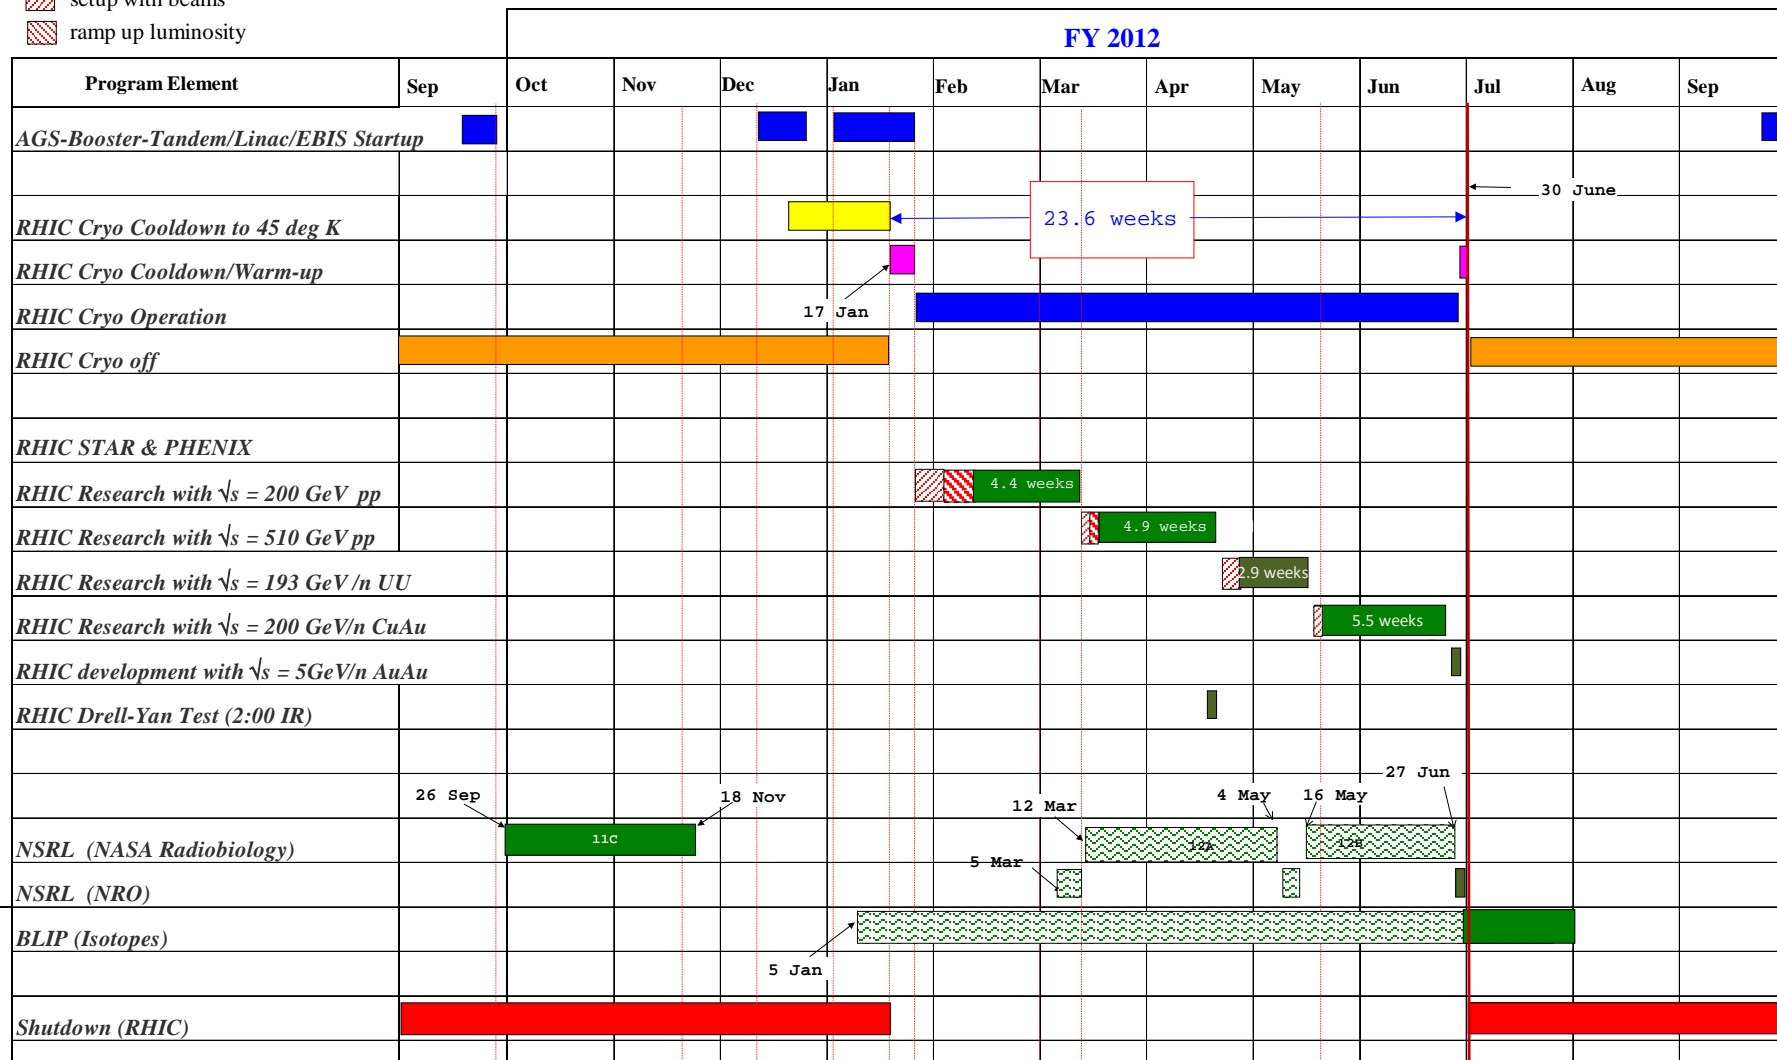 setup with beams
ramp up luminosity
FY 2012
Program Element Sep Oct Nov Dec Jan Feb Mar Apr May Jun Jul Aug Sep
AGS-Booster-Tandem/Linac/EBIS Startup
30 June
RHIC Cryo Cooldown to 45 deg K 23.6 weeks
RHIC Cryo Cooldown/Warm-up
17 Jan
RHIC Cryo Operation
RHIC Cryo off
RHIC STAR & PHENIX
RHIC Research with √s = 200 GeV pp 4.4 weeks
RHIC Research with √s = 510 GeV pp 4.9 weeks
RHIC Research with √s = 193 GeV /n UU 2.9 weeks
RHIC Research with √s = 200 GeV/n CuAu 5.5 weeks
RHIC development with √s = 5GeV/n AuAu
RHIC Drell-Yan Test (2:00 IR)
27 Jun
26 Sep 18 Nov 12 Mar 4 May 16 May
NSRL (NASA Radiobiology) 11C 12A 12B
5 Mar
NSRL (NRO)
BLIP (Isotopes)
5 Jan
Shutdown (RHIC)